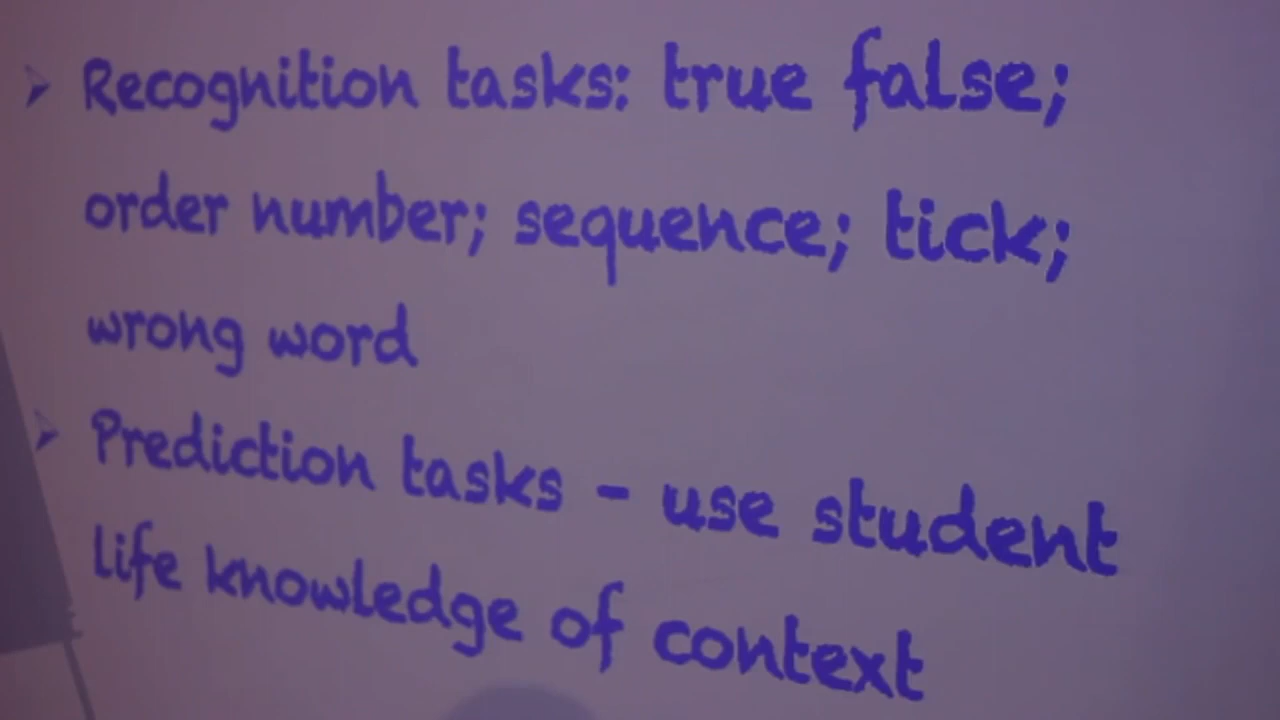 ➤ Recognition tasks: true false;
order number; sequence; tick;
wrong word
➤ Prediction tasks – use student
life knowledge of context